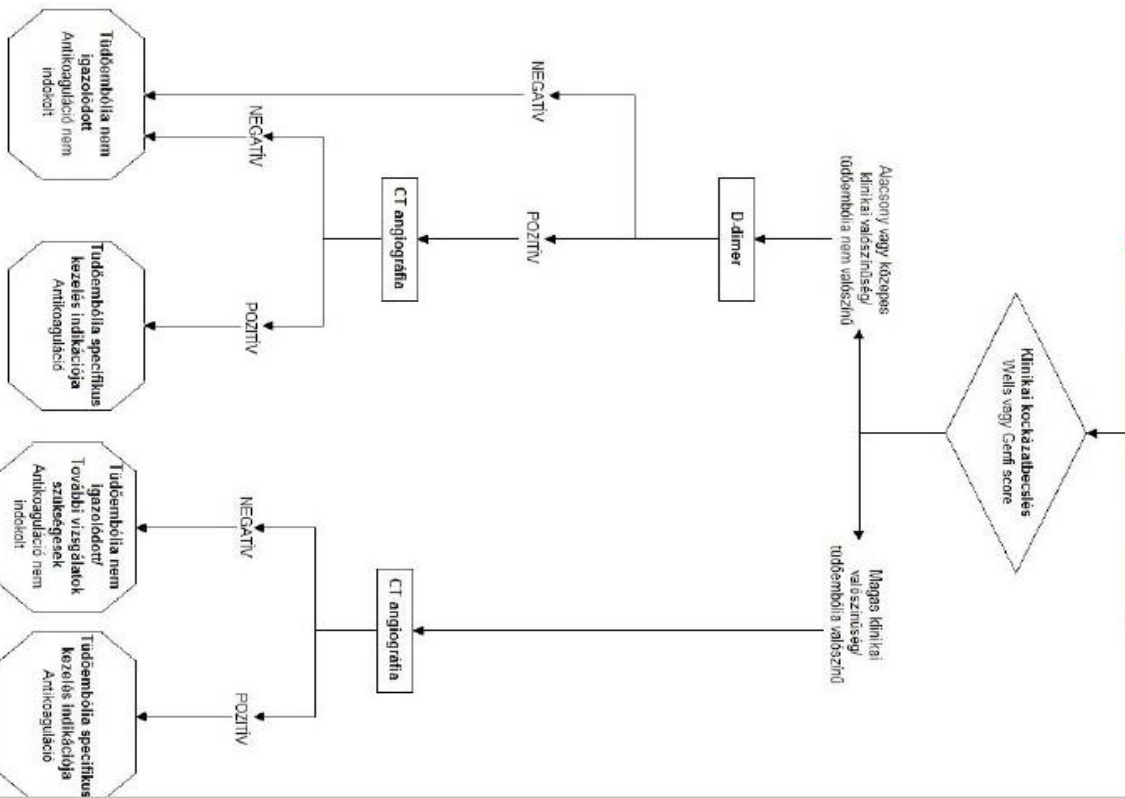 Klinikai kockázatbecslés
Wells vagy Genfi score
Alacsony vagy közepes
klinikai valószínűség/
tüdőembólia nem valószínű
Magas klinikai
valószínűség/
tüdőembólia valószínű
D-dimer
NEGATÍV
POZITÍV
CT angiográfia
CT angiográfia
NEGATÍV
POZITÍV
NEGATÍV
POZITÍV
Tüdőembólia nem
igazolódott
Antikoaguláció nem
indokolt
Tüdőembólia specifikus
kezelés indikációja
Antikoaguláció
Tüdőembólia nem
igazolódott/
További vizsgálatok
szükségesek
Antikoaguláció nem
indokolt
Tüdőembólia specifikus
kezelés indikációja
Antikoaguláció